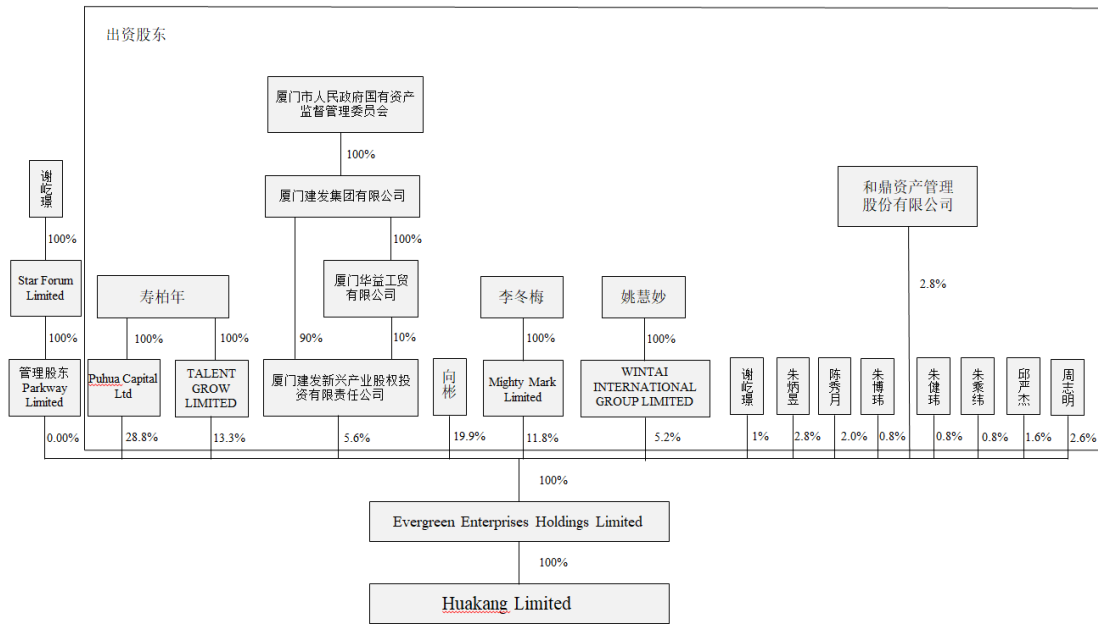 出资股东
厦门市人民政府国有资产
监督管理委员会
100%
谢屹璟
厦门建发集团有限公司
和鼎资产管理
股份有限公司
100%
100%
Star Forum
Limited
寿柏年
厦门华益工贸
有限公司
李冬梅
姚慧妙
2.8%
100%
100%
100%
90%
10%
100%
100%
管理股东
Parkway
Limited
Puhua Capital
Ltd
TALENT
GROW
LIMITED
厦门建发新兴产业股权投
资有限责任公司
向彬
Mighty Mark
Limited
WINTAI
INTERNATIONAL
GROUP LIMITED
谢屹璟
朱炳昱
陈秀月
朱博玮
朱健玮
朱乘纬
邱严杰
周志明
0.00%
28.8%
13.3%
5.6%
19.9%
11.8%
5.2%
1%
2.8%
2.0%
0.8%
0.8%
0.8%
1.6%
2.6%
100%
Evergreen Enterprises Holdings Limited
100%
Huakang Limited